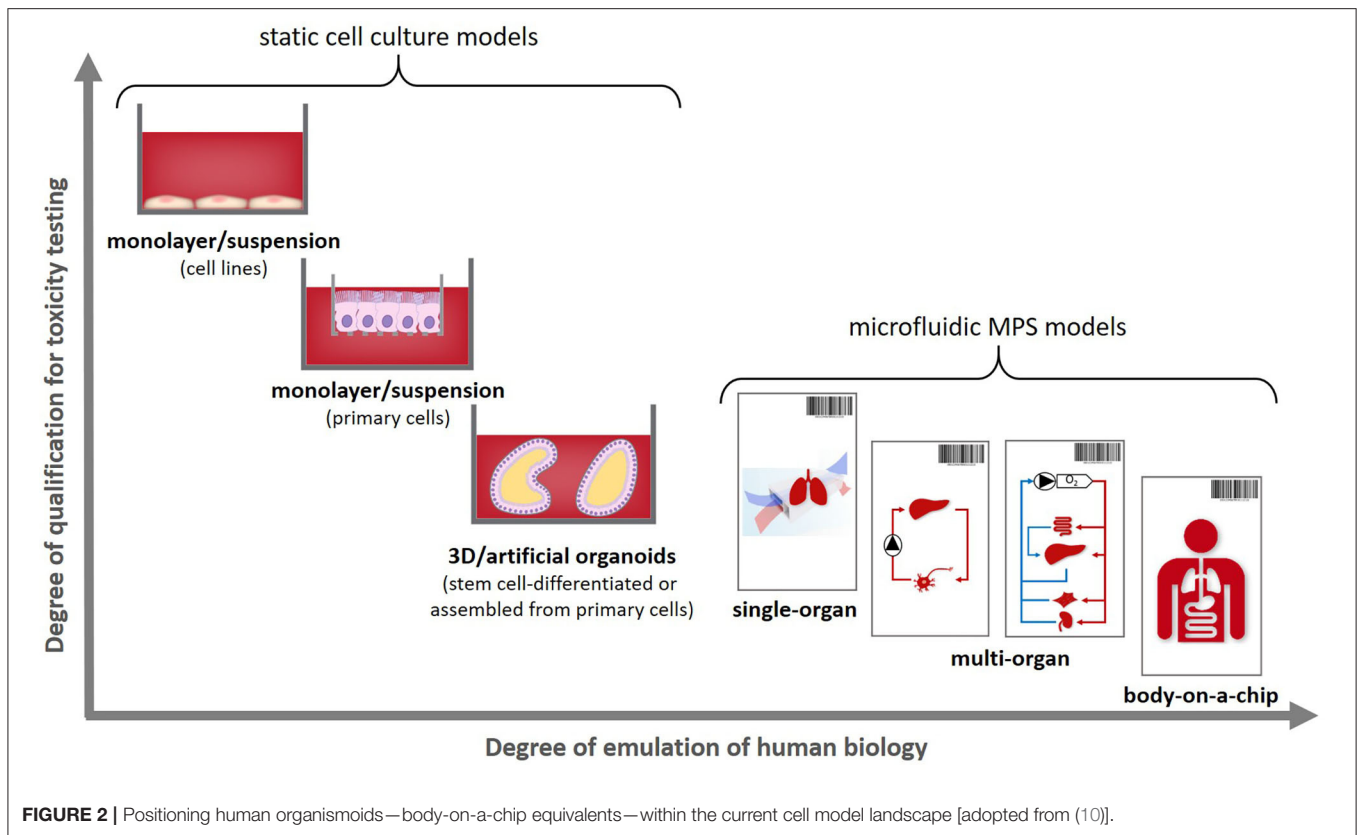 static cell culture models
Degree of qualification for toxicity testing
monolayer/suspension
(cell lines)
monolayer/suspension
(primary cells)
3D/artificial organoids
(stem cell-differentiated or
assembled from primary cells)
microfluidic MPS models
single-organ
O2
multi-organ
body-on-a-chip
Degree of emulation of human biology
FIGURE 2 | Positioning human organismoids—body-on-a-chip equivalents—within the current cell model landscape [adopted from (10)].